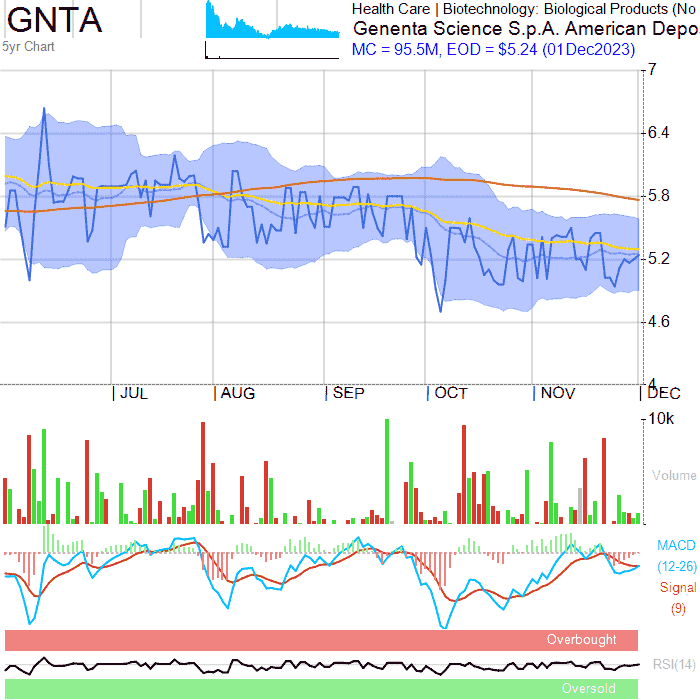 GNTA
5yr Chart
Health Care | Biotechnology: Biological Products (No
Genenta Science S.p.A. American Depo
MC = 95.5M, EOD = $5.24 (01Dec2023)
7
6.4
5.8
5.2
4.6
4
JUL AUG SEP OCT NOV DEC
10k
Volume
MACD
(12-26)
Signal
(9)
Overbought
RSI(14)
Oversold